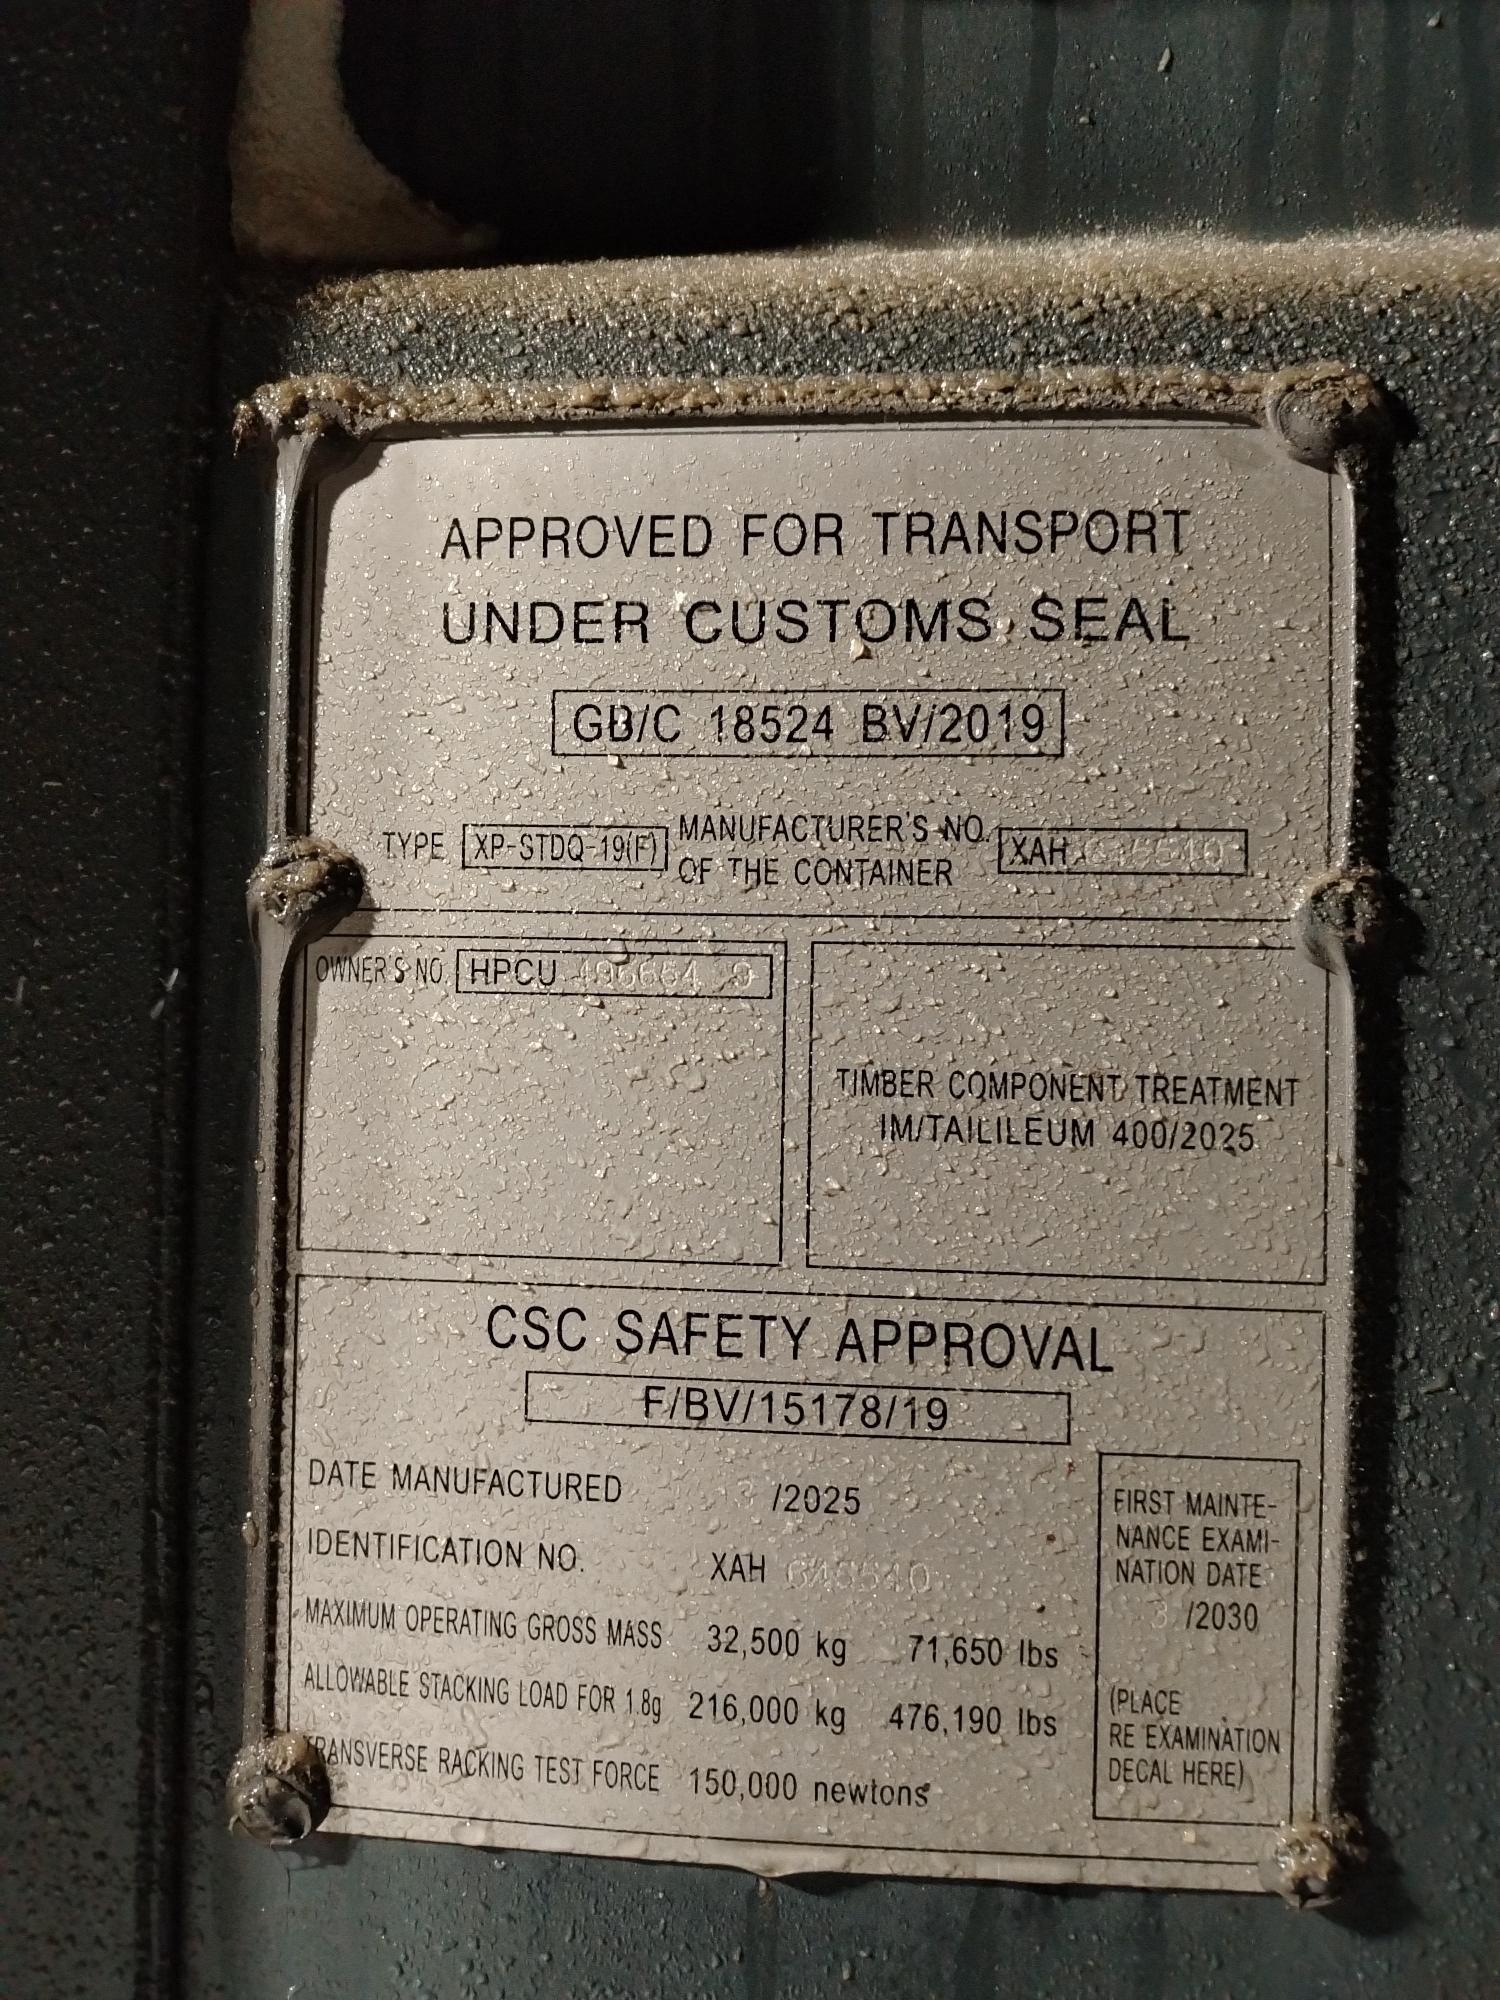 APPROVED FOR TRANSPORT
UNDER CUSTOMS SEAL
GB/C 18524 BV/2019
TYPE XP-STDQ-19(F) MANUFACTURER'S NO. OF THE CONTAINER XAH
OWNER'S NO. HPCU
TIMBER COMPONENT TREATMENT
IM/TAILILEUM 400/2025
CSC SAFETY APPROVAL
F/BV/15178/19
DATE MANUFACTURED /2025
IDENTIFICATION NO. XAH
MAXIMUM OPERATING GROSS MASS 32,500 kg 71,650 lbs
ALLOWABLE STACKING LOAD FOR 1.8g 216,000 kg 476,190 lbs
TRANSVERSE RACKING TEST FORCE 150,000 newtons
FIRST MAINTE-
NANCE EXAMI-
NATION DATE
3 /2030
(PLACE
RE EXAMINATION
DECAL HERE)